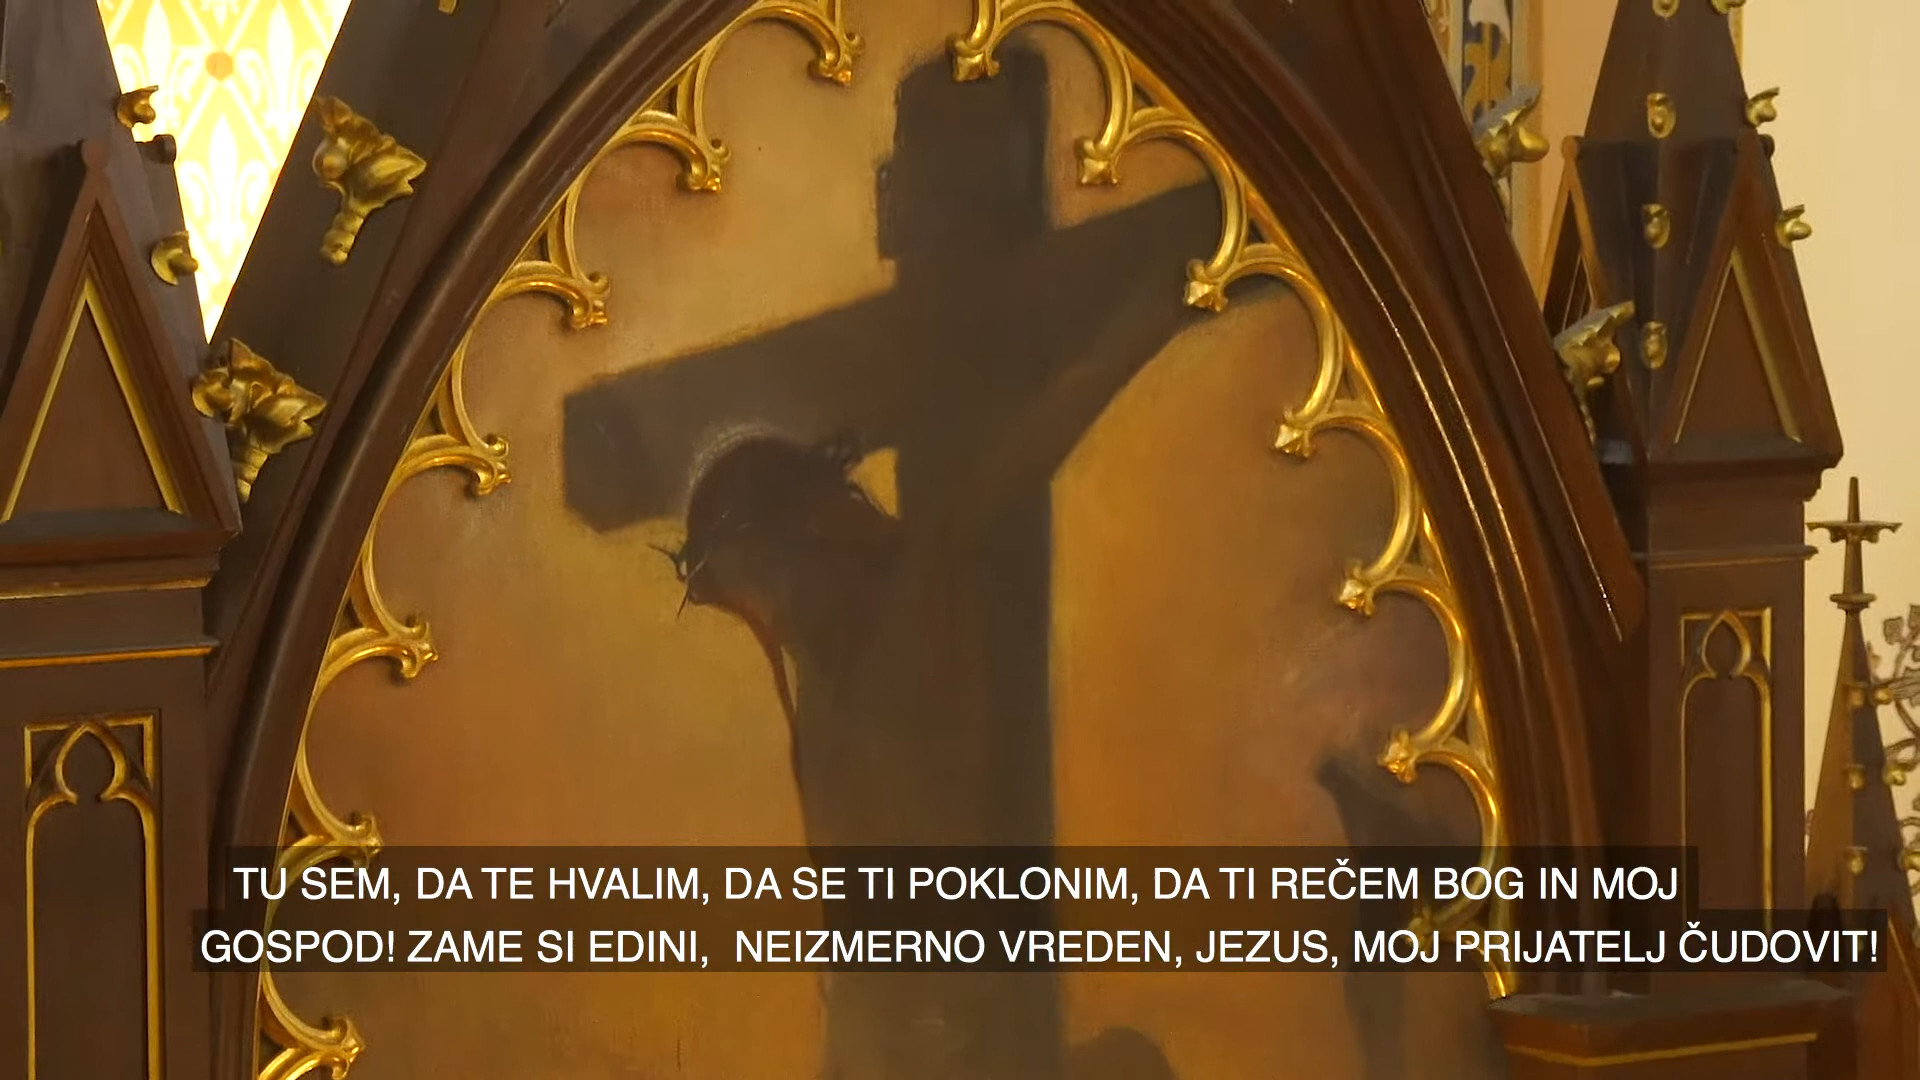 TU SEM, DA TE HVALIM, DA SE TI POKLONIM, DA TI REČEM BOG IN MOJ
GOSPOD! ZAME SI EDINI,  NEIZMERNO VREDEN, JEZUS, MOJ PRIJATELJ ČUDOVIT!